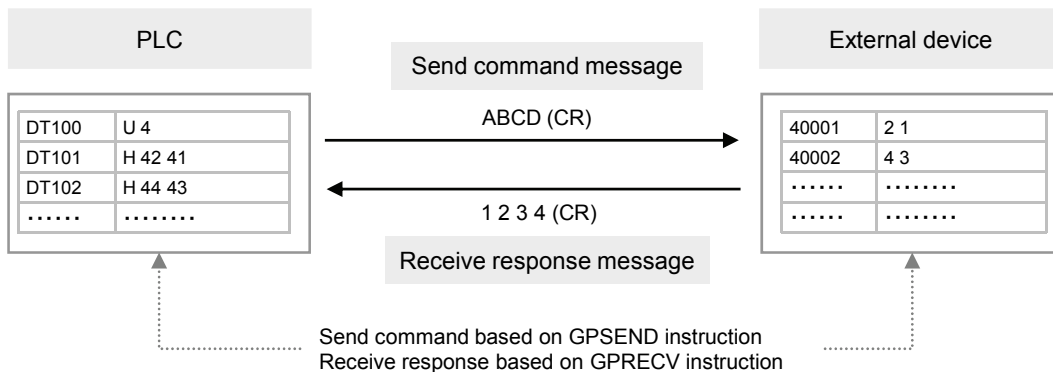 PLC
External device
Send command message
ABCD (CR)
DT100 U 4
DT101 H 42 41
DT102 H 44 43
...... ........
40001 2 1
40002 4 3
...... ........
...... ........
1 2 3 4 (CR)
Receive response message
Send command based on GPSEND instruction
Receive response based on GPRECV instruction